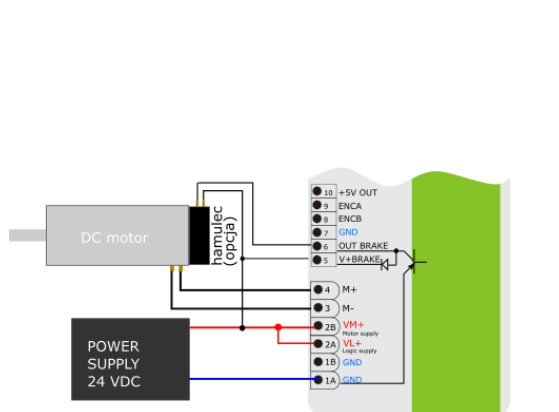 hamulec
(opcja)
DC motor
10 +5V OUT
9 ENCA
8 ENCB
7 GND
6 OUT BRAKE
5 V+BRAKE
4 M+
3 M-
2B VM+
Motor supply
2A VL+
Logic supply
1B GND
1A GND
POWER
SUPPLY
24 VDC